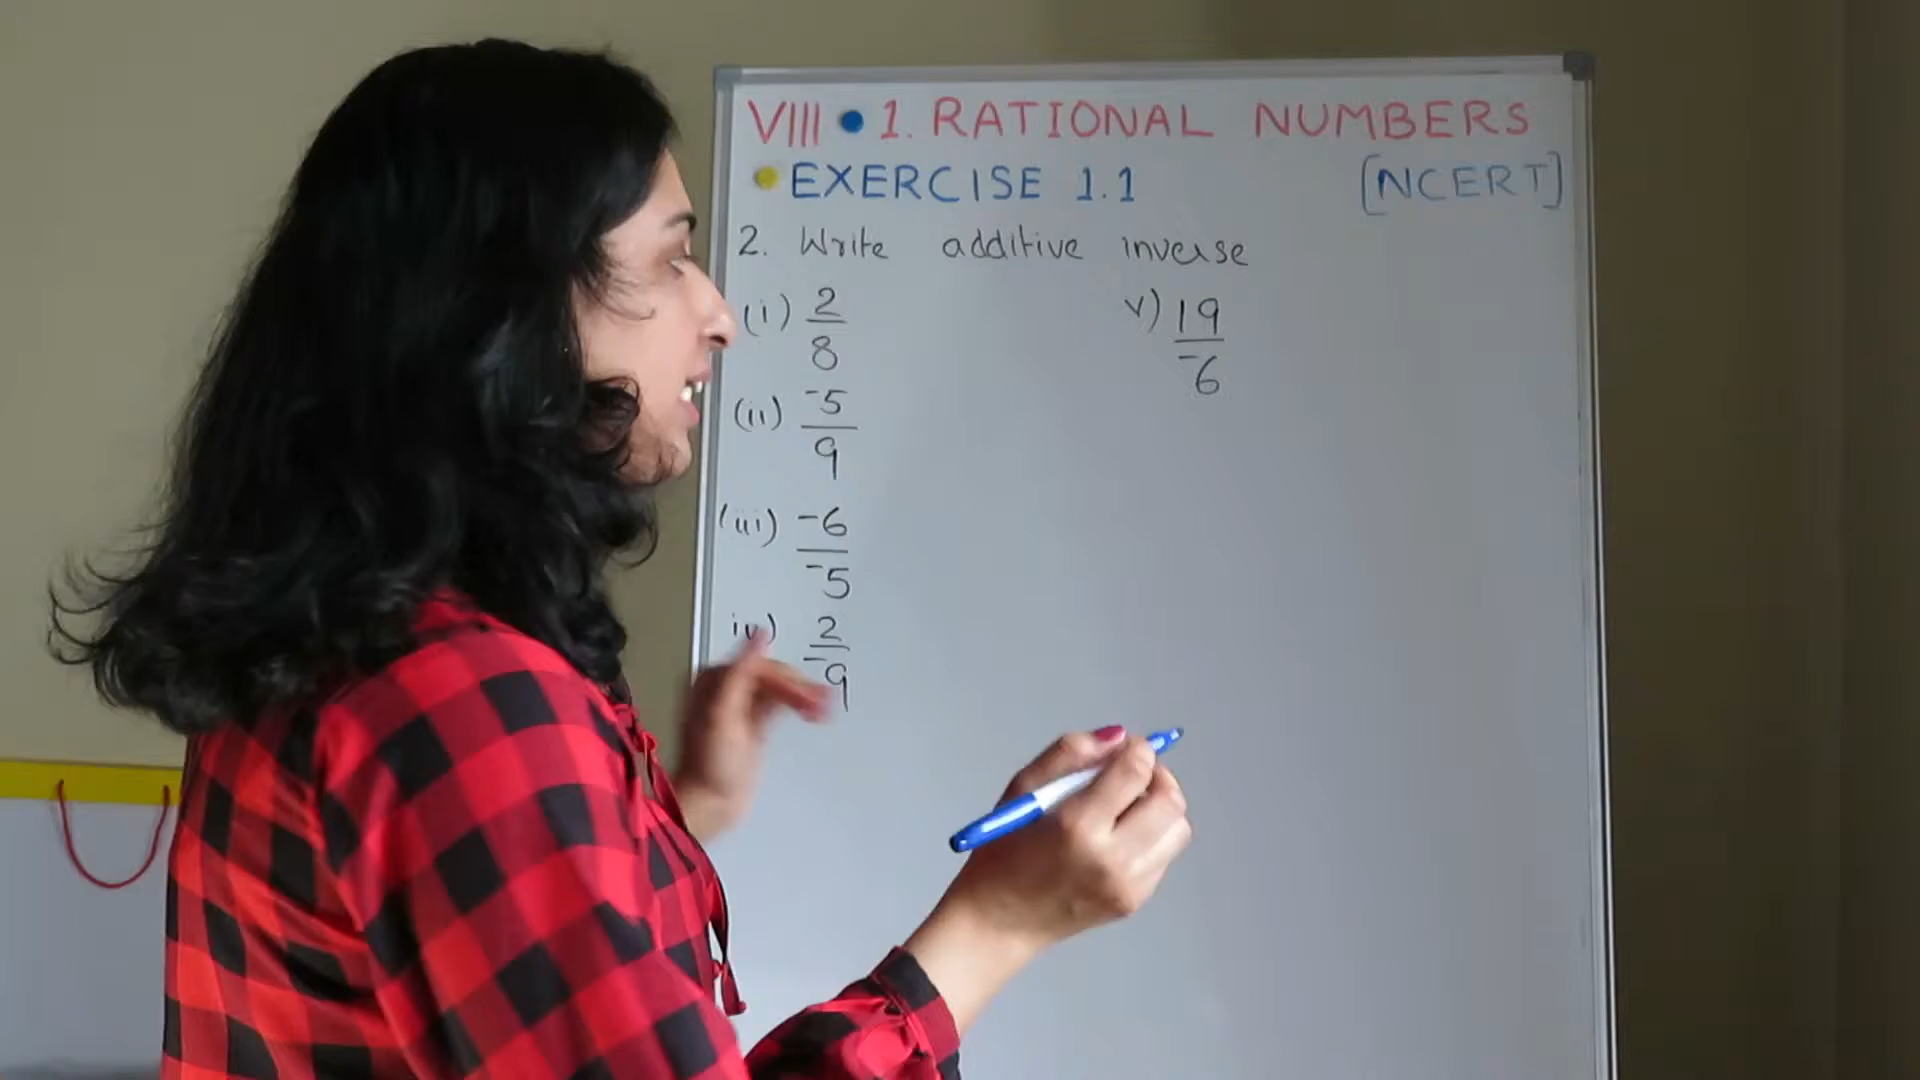 VIII • 1. RATIONAL NUMBERS
• EXERCISE 1.1 [NCERT]
2. Write additive inverse
(i) 2/8
(ii) -5/9
(iii) -6/-5
iv) 2/-9
v) 19/-6